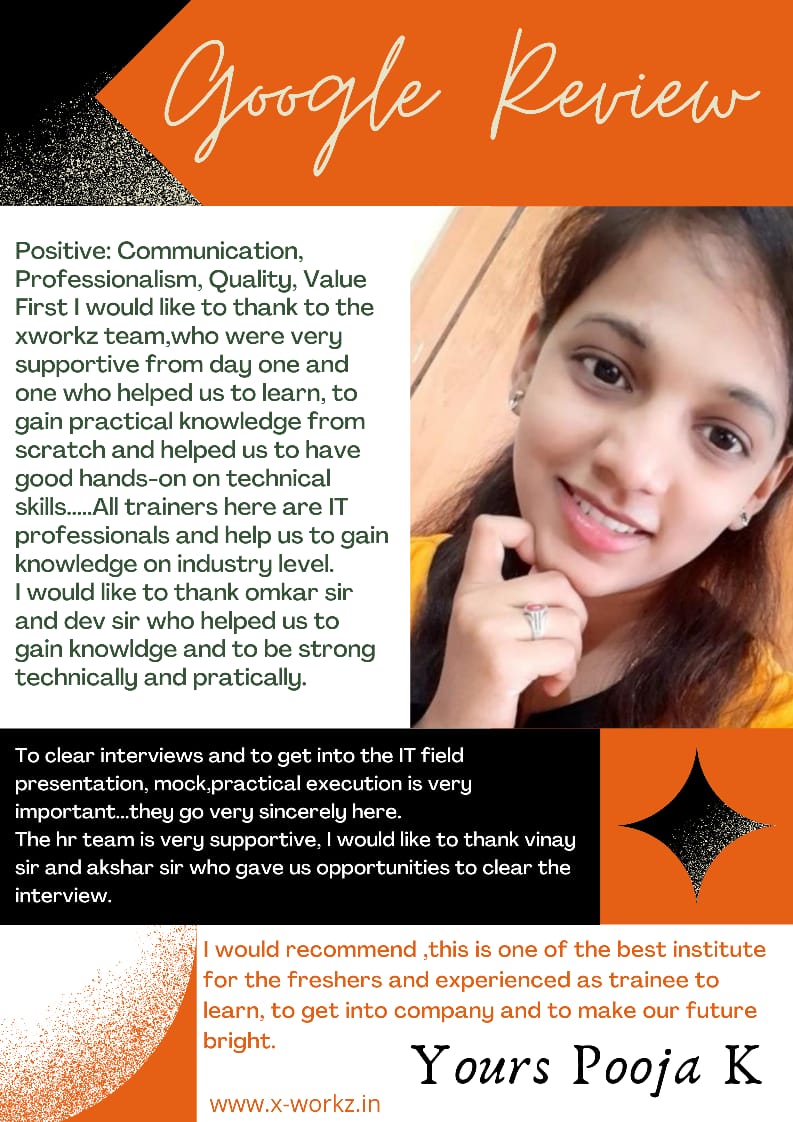 Google Review
Positive: Communication,
Professionalism, Quality, Value
First I would like to thank to the
xworkz team,who were very
supportive from day one and
one who helped us to learn, to
gain practical knowledge from
scratch and helped us to have
good hands-on on technical
skills.....All trainers here are IT
professionals and help us to gain
knowledge on industry level.
I would like to thank omkar sir
and dev sir who helped us to
gain knowldge and to be strong
technically and pratically.
To clear interviews and to get into the IT field
presentation, mock,practical execution is very
important...they go very sincerely here.
The hr team is very supportive, I would like to thank vinay
sir and akshar sir who gave us opportunities to clear the
interview.
I would recommend ,this is one of the best institute
for the freshers and experienced as trainee to
learn, to get into company and to make our future
bright.
Yours Pooja K
www.x-workz.in